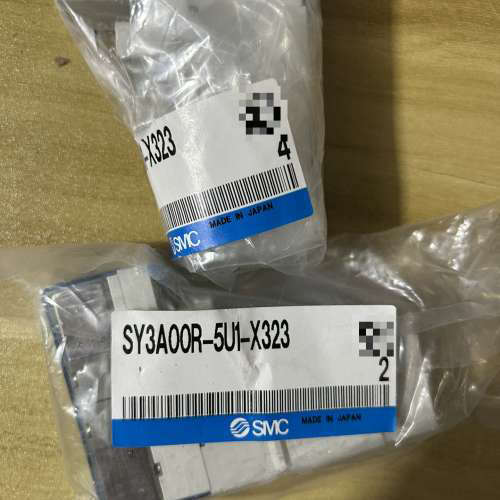 -X323
4
MADE IN JAPAN
SMC
SY3A00R-5U1-X323
2
SMC
MADE IN JAPAN